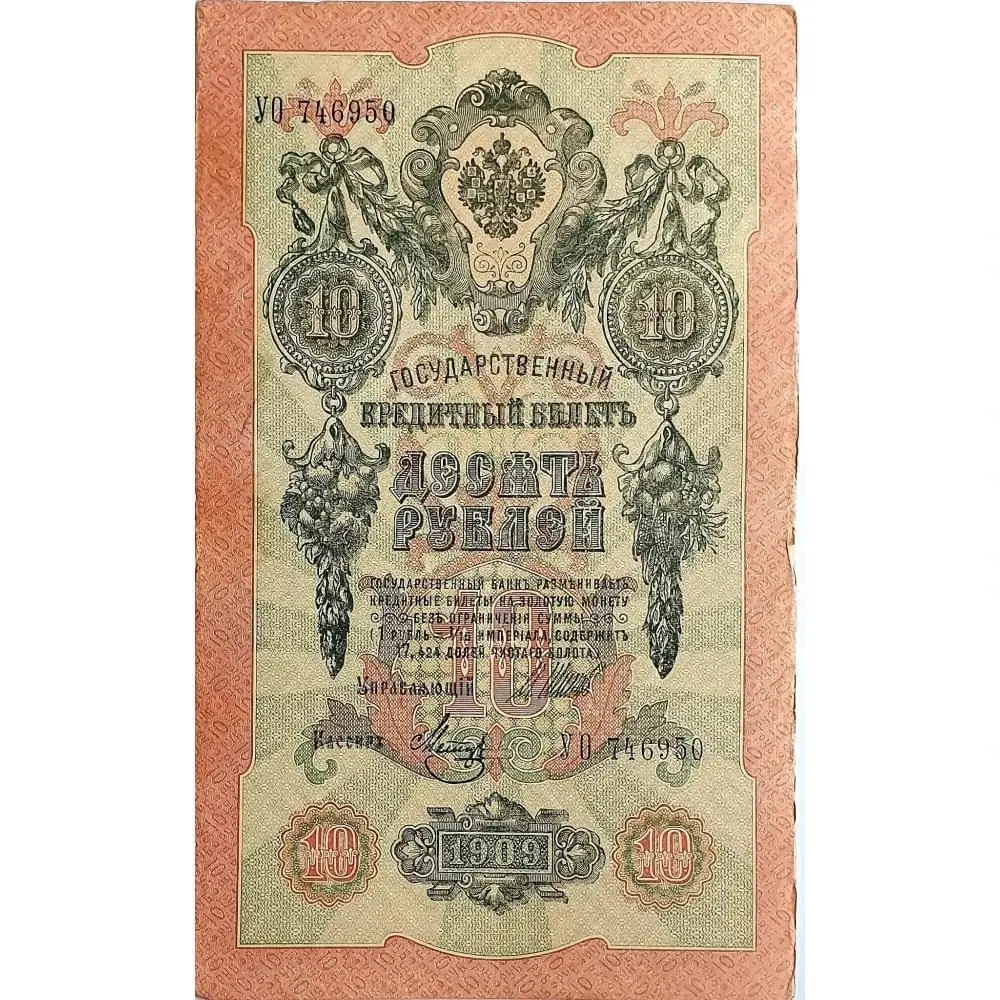 УО 746950
10 10
ГОСУДАРСТВЕННЫЙ
КРЕДИТНЫЙ БИЛЕТЪ
ДЕСЯТЬ
РУБЛЕЙ
ГОСУДАРСТВЕННЫЙ БАНКЪ РАЗМѢНИВАЕТЪ
КРЕДИТНЫЕ БИЛЕТЫ НА ЗОЛОТУЮ МОНЕТУ
БЕЗЪ ОГРАНИЧЕНІЯ СУММЫ
(1 РУБЛЬ = 1/15 ИМПЕРІАЛА, СОДЕРЖИТЪ
17,424 ДОЛЕЙ ЧИСТАГО ЗОЛОТА)
10
УПРАВЛЯЮЩІЙ
КАССИРЪ
УО 746950
10 1909 10